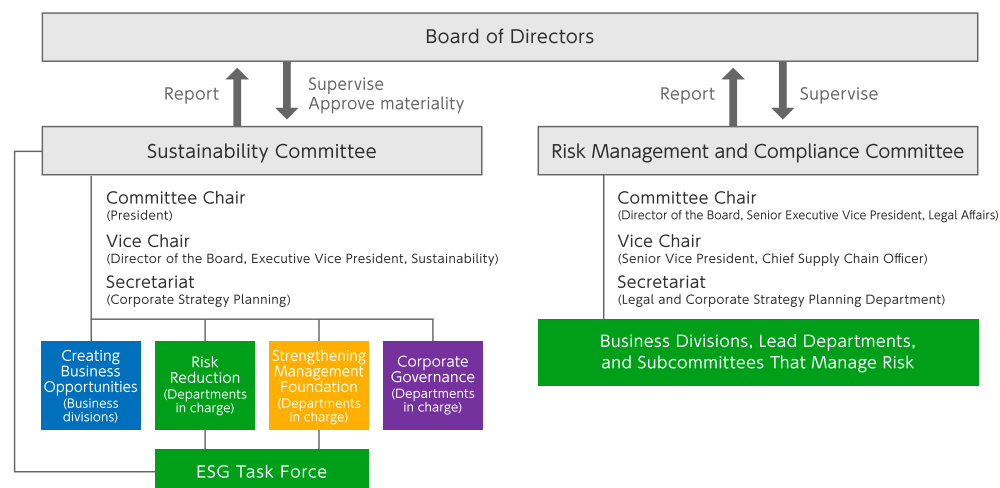 Board of Directors
Report
Supervise
Approve materiality
Report
Supervise
Sustainability Committee
Committee Chair
(President)
Vice Chair
(Director of the Board, Executive Vice President, Sustainability)
Secretariat
(Corporate Strategy Planning)
Creating
Business
Opportunities
(Business
divisions)
Risk
Reduction
(Departments
in charge)
Strengthening
Management
Foundation
(Departments
in charge)
Corporate
Governance
(Departments
in charge)
ESG Task Force
Risk Management and Compliance Committee
Committee Chair
(Director of the Board, Senior Executive Vice President, Legal Affairs)
Vice Chair
(Senior Vice President, Chief Supply Chain Officer)
Secretariat
(Legal and Corporate Strategy Planning Department)
Business Divisions, Lead Departments,
and Subcommittees That Manage Risk